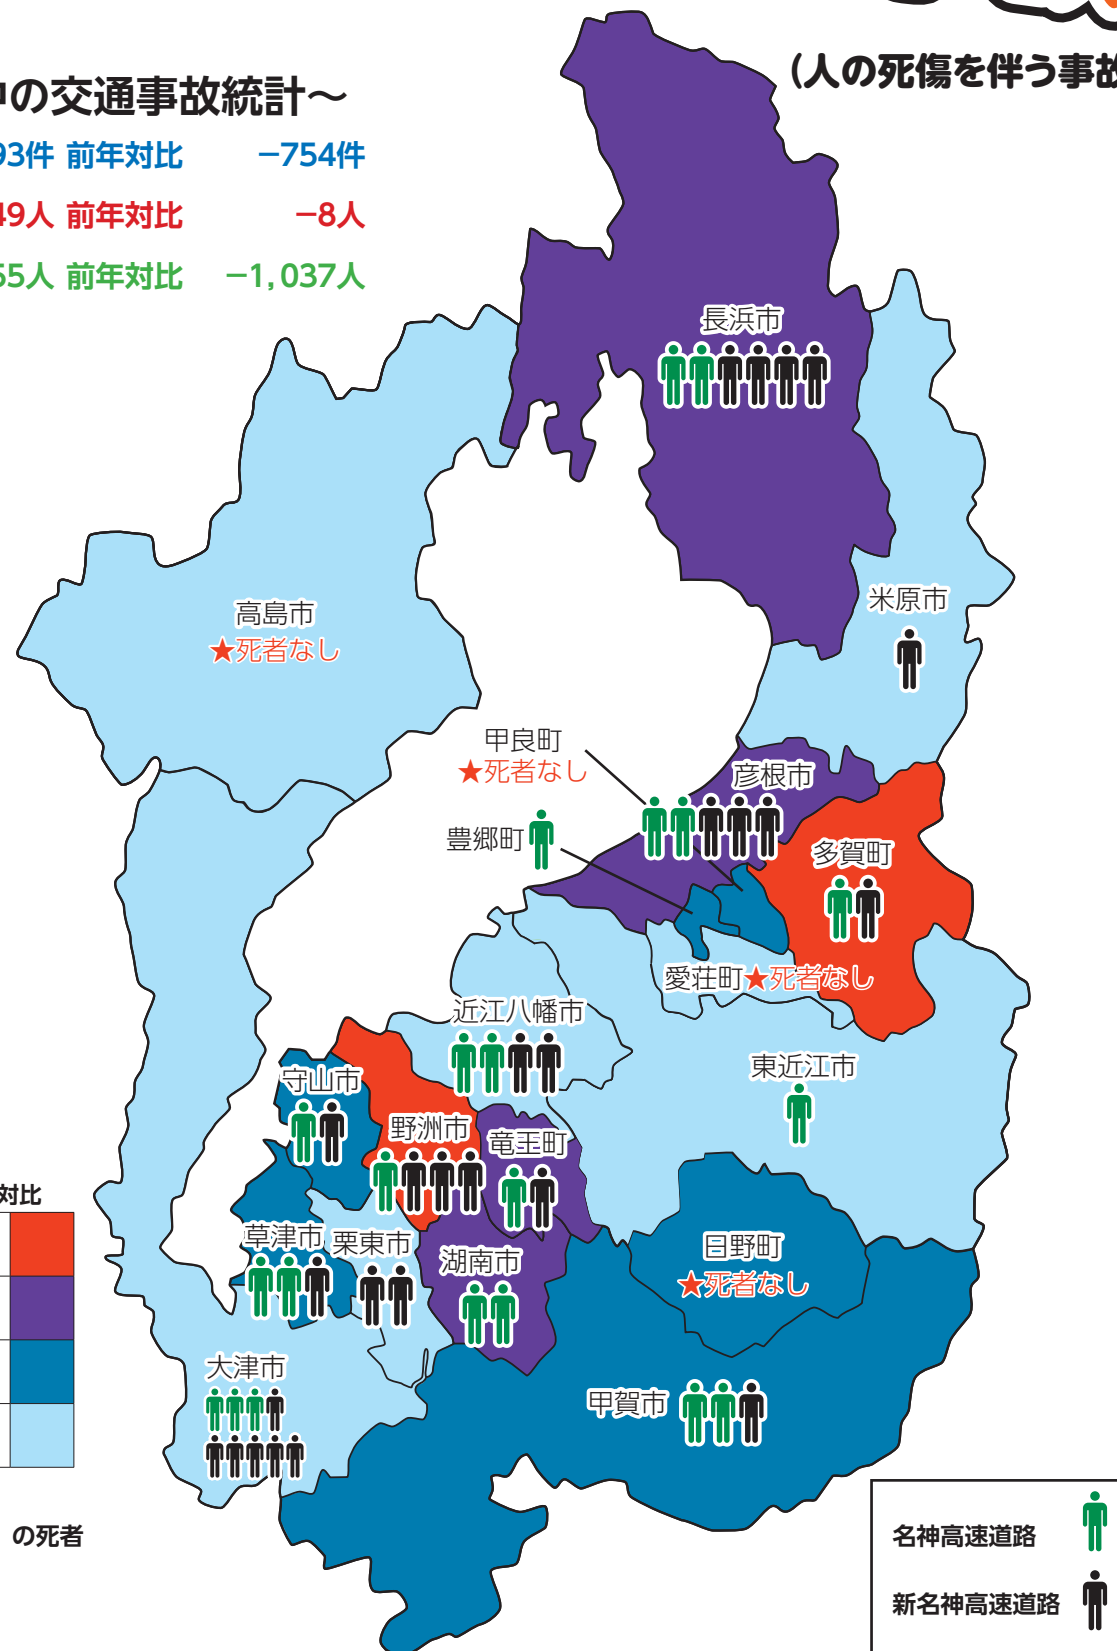 (人の死傷を伴う事故
の交通事故統計～
93件 前年対比 －754件
49人 前年対比 －8人
55人 前年対比 －1,037人
長浜市
米原市
高島市
★死者なし
甲良町
★死者なし
彦根市
豊郷町
多賀町
愛荘町★死者なし
近江八幡市
東近江市
守山市
野洲市
竜王町
草津市
栗東市
湖南市
日野町
★死者なし
大津市
甲賀市
対比
の死者
名神高速道路
新名神高速道路